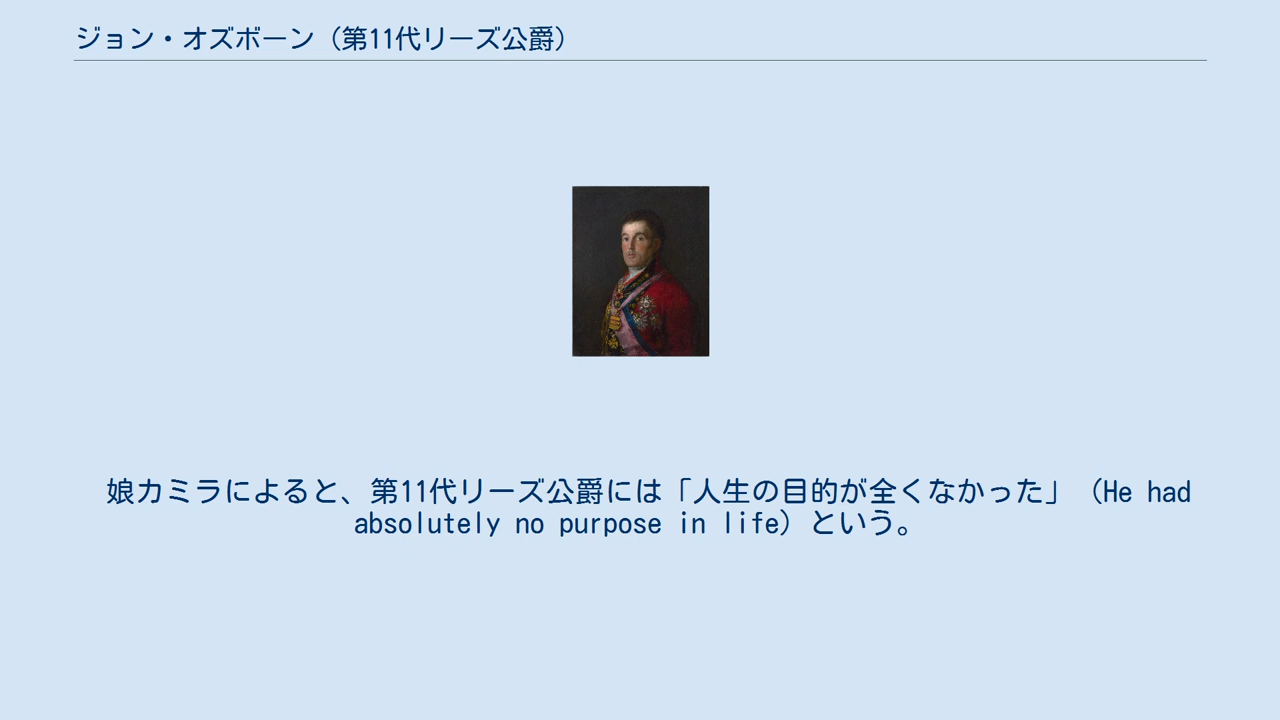 ジョン・オズボーン（第11代リーズ公爵）
娘カミラによると、第11代リーズ公爵には「人生の目的が全くなかった」（He had
absolutely no purpose in life）という。